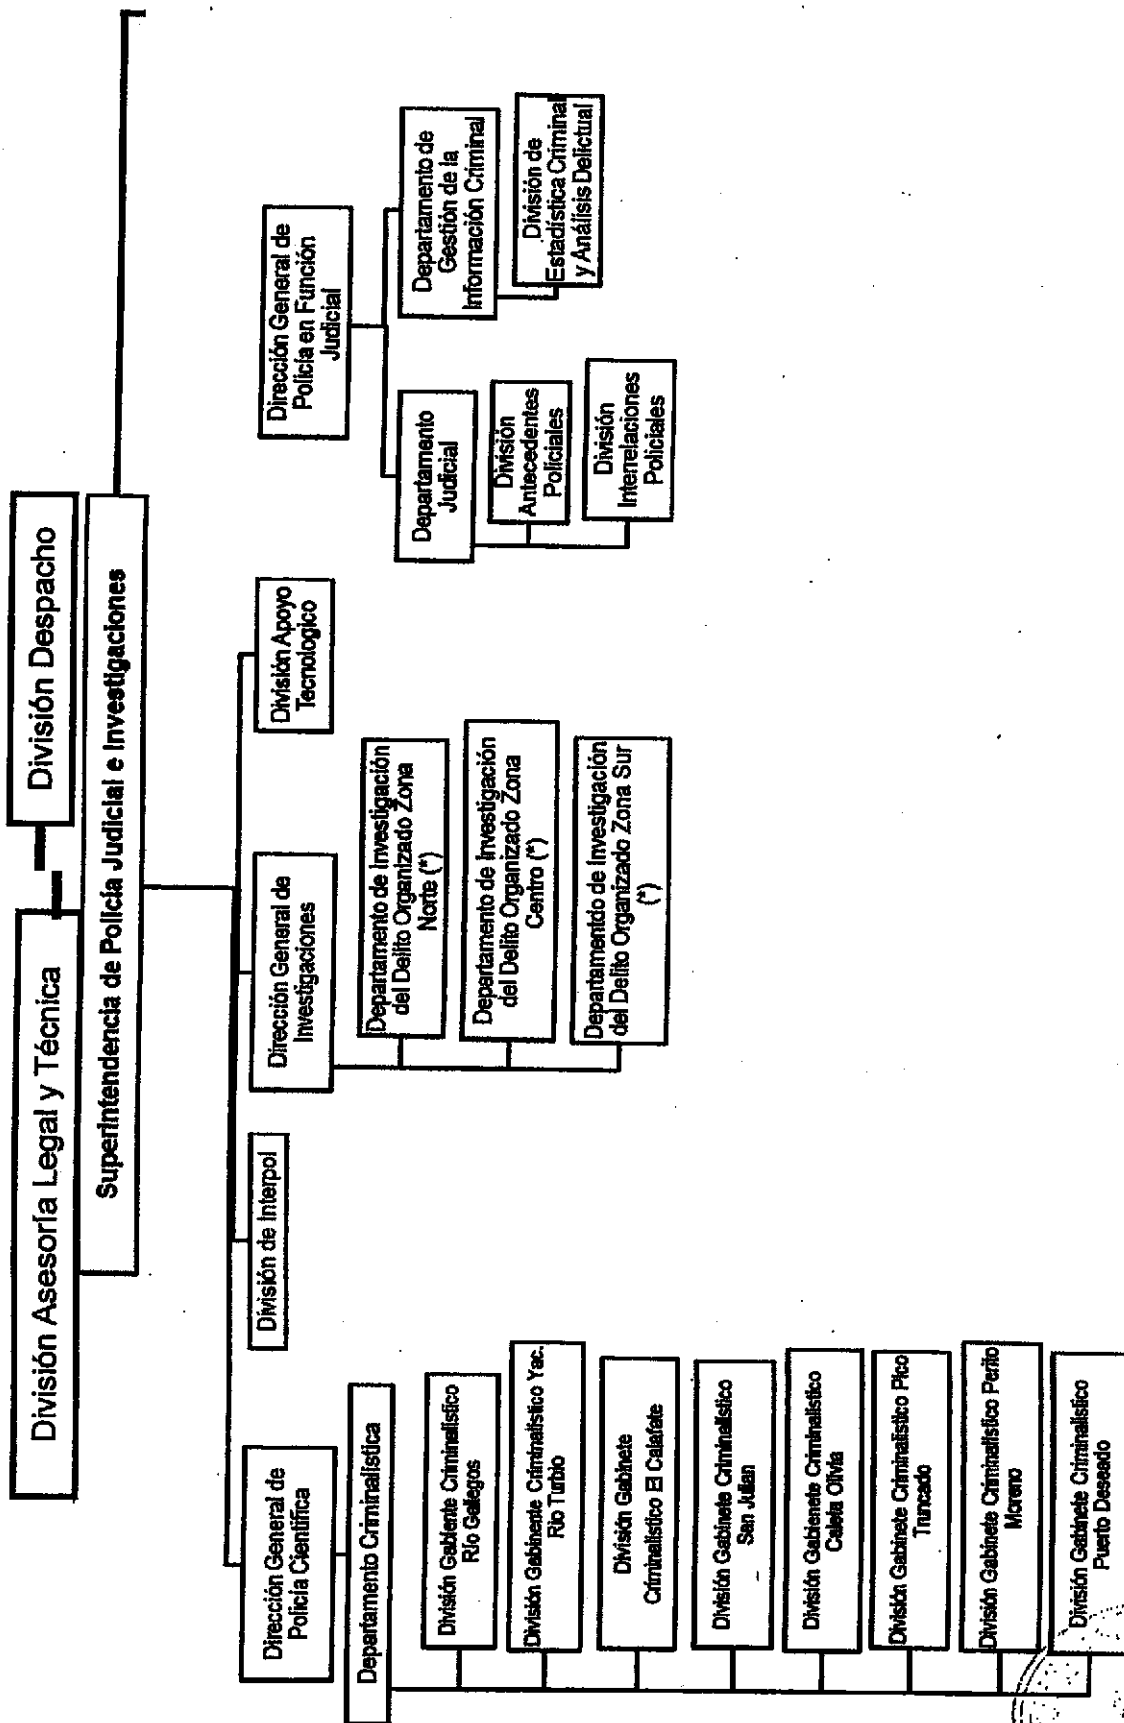 División Asesoría Legal y Técnica
División Despacho
Superintendencia de Policía Judicial e Investigaciones
Dirección General de
Policía Científica
Departamento Criminalística
División Gabiente Criminalístico
Río Gallegos
División Gabinente Criminalístico Yac.
Río Turbio
División Gabinete
Criminalístico El Calafate
División Gabinete Criminalístico
San Julian
División Gabienete Criminalístico
Caleta Olivia
División Gabinete Criminalístico Pico
Truncado
División Gabinete Criminalístico Perito
Moreno
División Gabinete Criminalístico
Puerto Deseado
División de Interpol
Dirección General de
Investigaciones
Departamento de Investigación
del Delito Organizado Zona
Norte (*)
Departamento de Investigación
del Delito Organizado Zona
Centro (*)
Departamentido de Investigación
del Delito Organizado Zona Sur
(*)
División Apoyo
Tecnologico
Dirección General de
Policía en Función
Judicial
Departamento
Judicial
División
Antecedentes
Policiales
División
Interrelaciones
Policiales
Departamento de
Gestión de la
Información Criminal
División de
Estadística Criminal
y Análisis Delictual